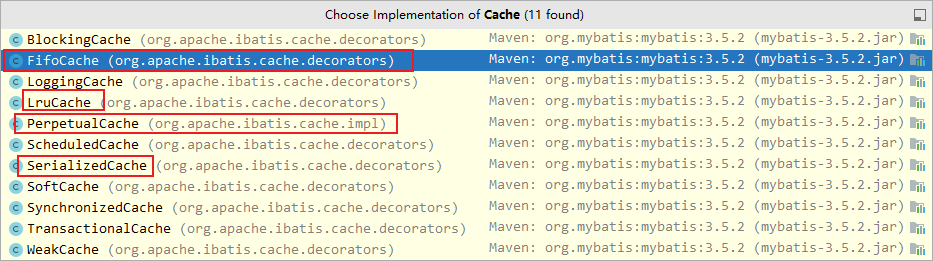 Choose Implementation of Cache (11 found)
BlockingCache (org.apache.ibatis.cache.decorators) Maven: org.mybatis:mybatis:3.5.2 (mybatis-3.5.2.jar)
FifoCache (org.apache.ibatis.cache.decorators) Maven: org.mybatis:mybatis:3.5.2 (mybatis-3.5.2.jar)
LoggingCache (org.apache.ibatis.cache.decorators) Maven: org.mybatis:mybatis:3.5.2 (mybatis-3.5.2.jar)
LruCache (org.apache.ibatis.cache.decorators) Maven: org.mybatis:mybatis:3.5.2 (mybatis-3.5.2.jar)
PerpetualCache (org.apache.ibatis.cache.impl) Maven: org.mybatis:mybatis:3.5.2 (mybatis-3.5.2.jar)
ScheduledCache (org.apache.ibatis.cache.decorators) Maven: org.mybatis:mybatis:3.5.2 (mybatis-3.5.2.jar)
SerializedCache (org.apache.ibatis.cache.decorators) Maven: org.mybatis:mybatis:3.5.2 (mybatis-3.5.2.jar)
SoftCache (org.apache.ibatis.cache.decorators) Maven: org.mybatis:mybatis:3.5.2 (mybatis-3.5.2.jar)
SynchronizedCache (org.apache.ibatis.cache.decorators) Maven: org.mybatis:mybatis:3.5.2 (mybatis-3.5.2.jar)
TransactionalCache (org.apache.ibatis.cache.decorators) Maven: org.mybatis:mybatis:3.5.2 (mybatis-3.5.2.jar)
WeakCache (org.apache.ibatis.cache.decorators) Maven: org.mybatis:mybatis:3.5.2 (mybatis-3.5.2.jar)